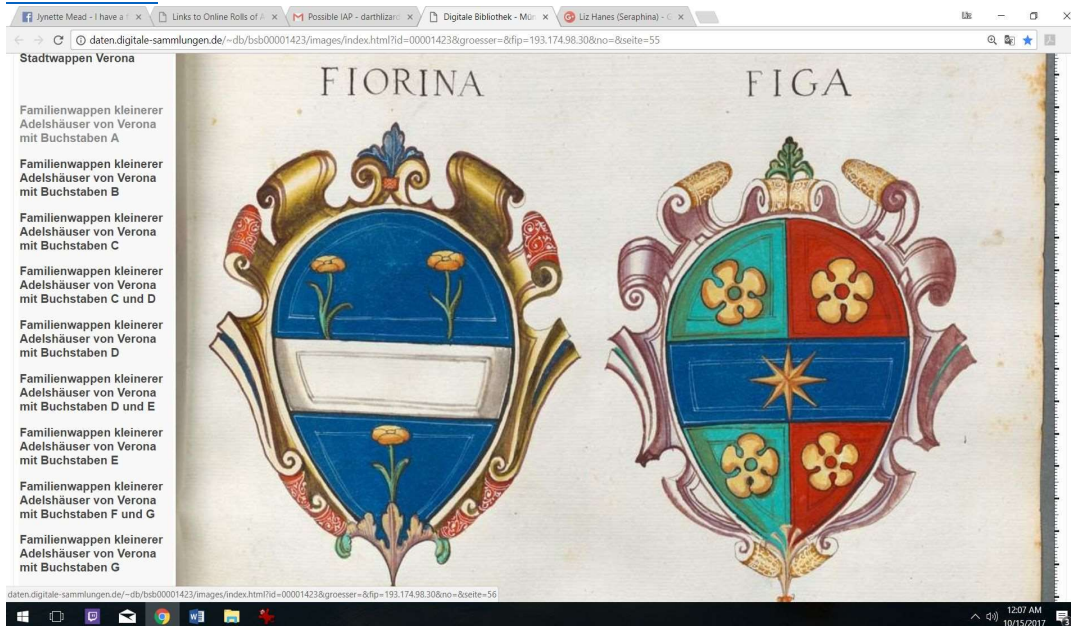 Jynette Mead - I have a f
Links to Online Rolls of A
Possible IAP - darthlizard
Digitale Bibliothek - Mün
Liz Hanes (Seraphina) - G
daten.digitale-sammlungen.de/~db/bsb00001423/images/index.html?id=00001423&groesser=&fip=193.174.98.30&no=&seite=55
Stadtwappen Verona
Familienwappen kleinerer
Adelshäuser von Verona
mit Buchstaben A
Familienwappen kleinerer
Adelshäuser von Verona
mit Buchstaben B
Familienwappen kleinerer
Adelshäuser von Verona
mit Buchstaben C
Familienwappen kleinerer
Adelshäuser von Verona
mit Buchstaben C und D
Familienwappen kleinerer
Adelshäuser von Verona
mit Buchstaben D
Familienwappen kleinerer
Adelshäuser von Verona
mit Buchstaben D und E
Familienwappen kleinerer
Adelshäuser von Verona
mit Buchstaben E
Familienwappen kleinerer
Adelshäuser von Verona
mit Buchstaben F und G
Familienwappen kleinerer
Adelshäuser von Verona
mit Buchstaben G
FIORINA
FIGA
daten.digitale-sammlungen.de/~db/bsb00001423/images/index.html?id=00001423&groesser=&fip=193.174.98.30&no=&seite=56
12:07 AM
10/15/2017
3